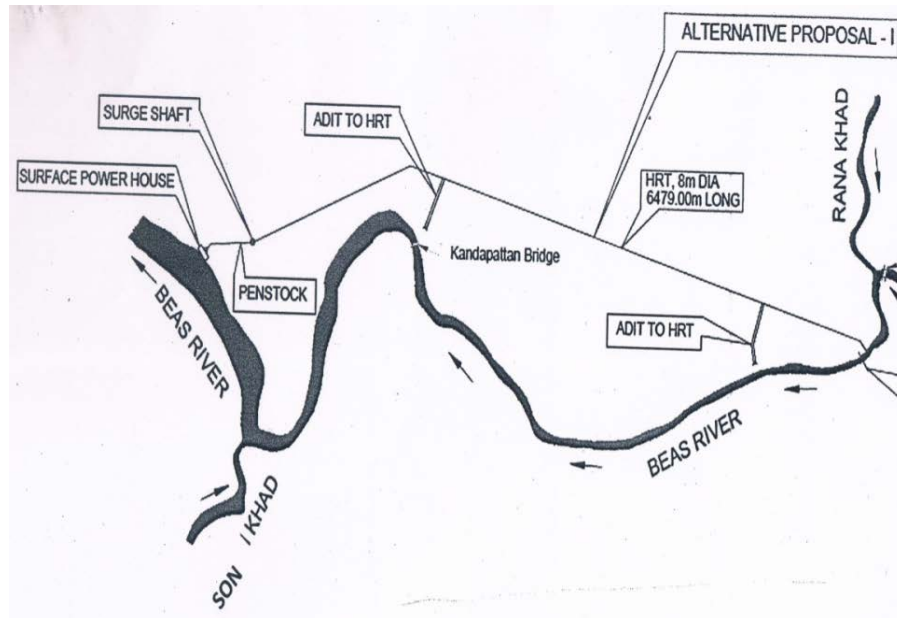 ALTERNATIVE PROPOSAL - I
SURGE SHAFT
ADIT TO HRT
RANA KHAD
SURFACE POWER HOUSE
HRT, 8m DIA
6479.00m LONG
Kandapattan Bridge
PENSTOCK
BEAS RIVER
ADIT TO HRT
BEAS RIVER
SON I KHAD